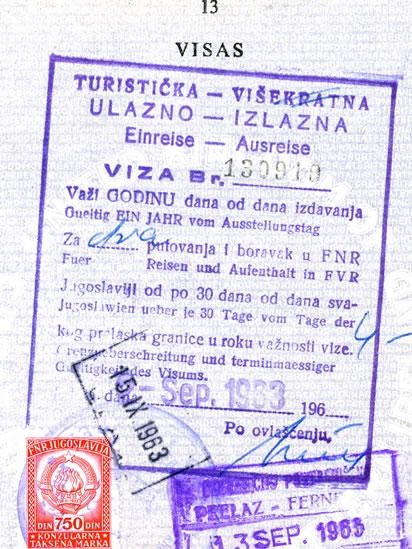 13
VISAS
TURISTIČKA — VIŠEKRATNA
ULAZNO — IZLAZNA
Einreise — Ausreise
VIZA Br. 130919
Važi GODINU dana od dana izdavanja
Gueltig EIN JAHR vom Ausstellungstag
Za dva putovanja i boravak u FNR
Fuer Reisen und Aufenthalt in FVR
Jugoslaviji od po 30 dana od dana sva-
Jugoslawien ueber je 30 Tage vom Tage der
kog prelaska granice u roku važnosti vize.
Grenzueberschreitung und terminmaessiger
Gueltigkeit des Visums.
dana - Sep. 1963 196
15 IX 1963
Po ovlašćenju,
FNR JUGOSLAVIJA
DIN 750 DIN
KONZULARNA
TAKSENA MARKA
PRELAZ - FERNE
13 SEP. 1963